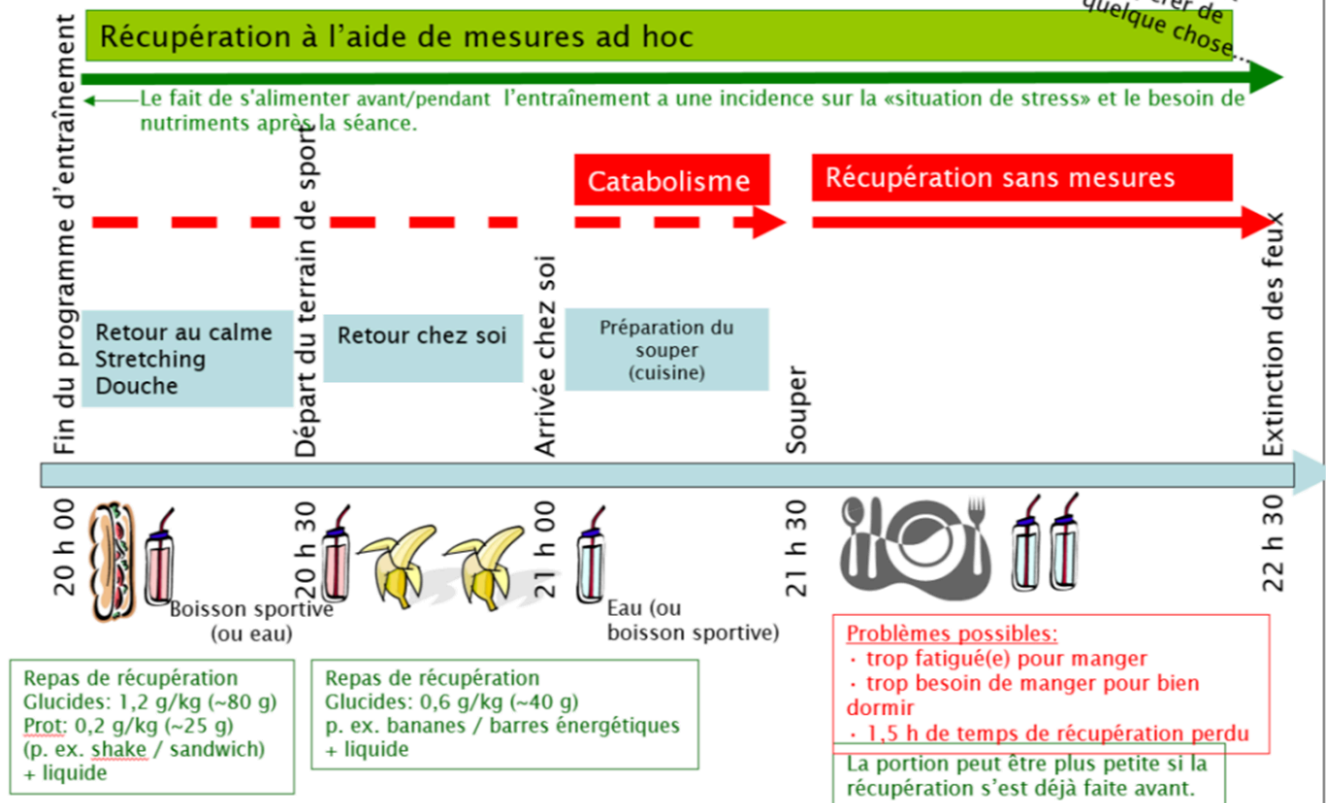 érer de
quelque chose...
Récupération à l'aide de mesures ad hoc
Le fait de s'alimenter avant/pendant l'entraînement a une incidence sur la «situation de stress» et le besoin de
nutriments après la séance.
Catabolisme
Récupération sans mesures
Fin du programme d'entraînement
Départ du terrain de sport
Arrivée chez soi
Souper
Extinction des feux
Retour au calme
Stretching
Douche
Retour chez soi
Préparation du
souper
(cuisine)
20 h 00
20 h 30
21 h 00
21 h 30
22 h 30
Boisson sportive
(ou eau)
Eau (ou
boisson sportive)
Repas de récupération
Glucides: 1,2 g/kg (~80 g)
Prot: 0,2 g/kg (~25 g)
(p. ex. shake / sandwich)
+ liquide
Repas de récupération
Glucides: 0,6 g/kg (~40 g)
p. ex. bananes / barres énergétiques
+ liquide
Problèmes possibles:
· trop fatigué(e) pour manger
· trop besoin de manger pour bien
dormir
· 1,5 h de temps de récupération perdu
La portion peut être plus petite si la
récupération s'est déjà faite avant.